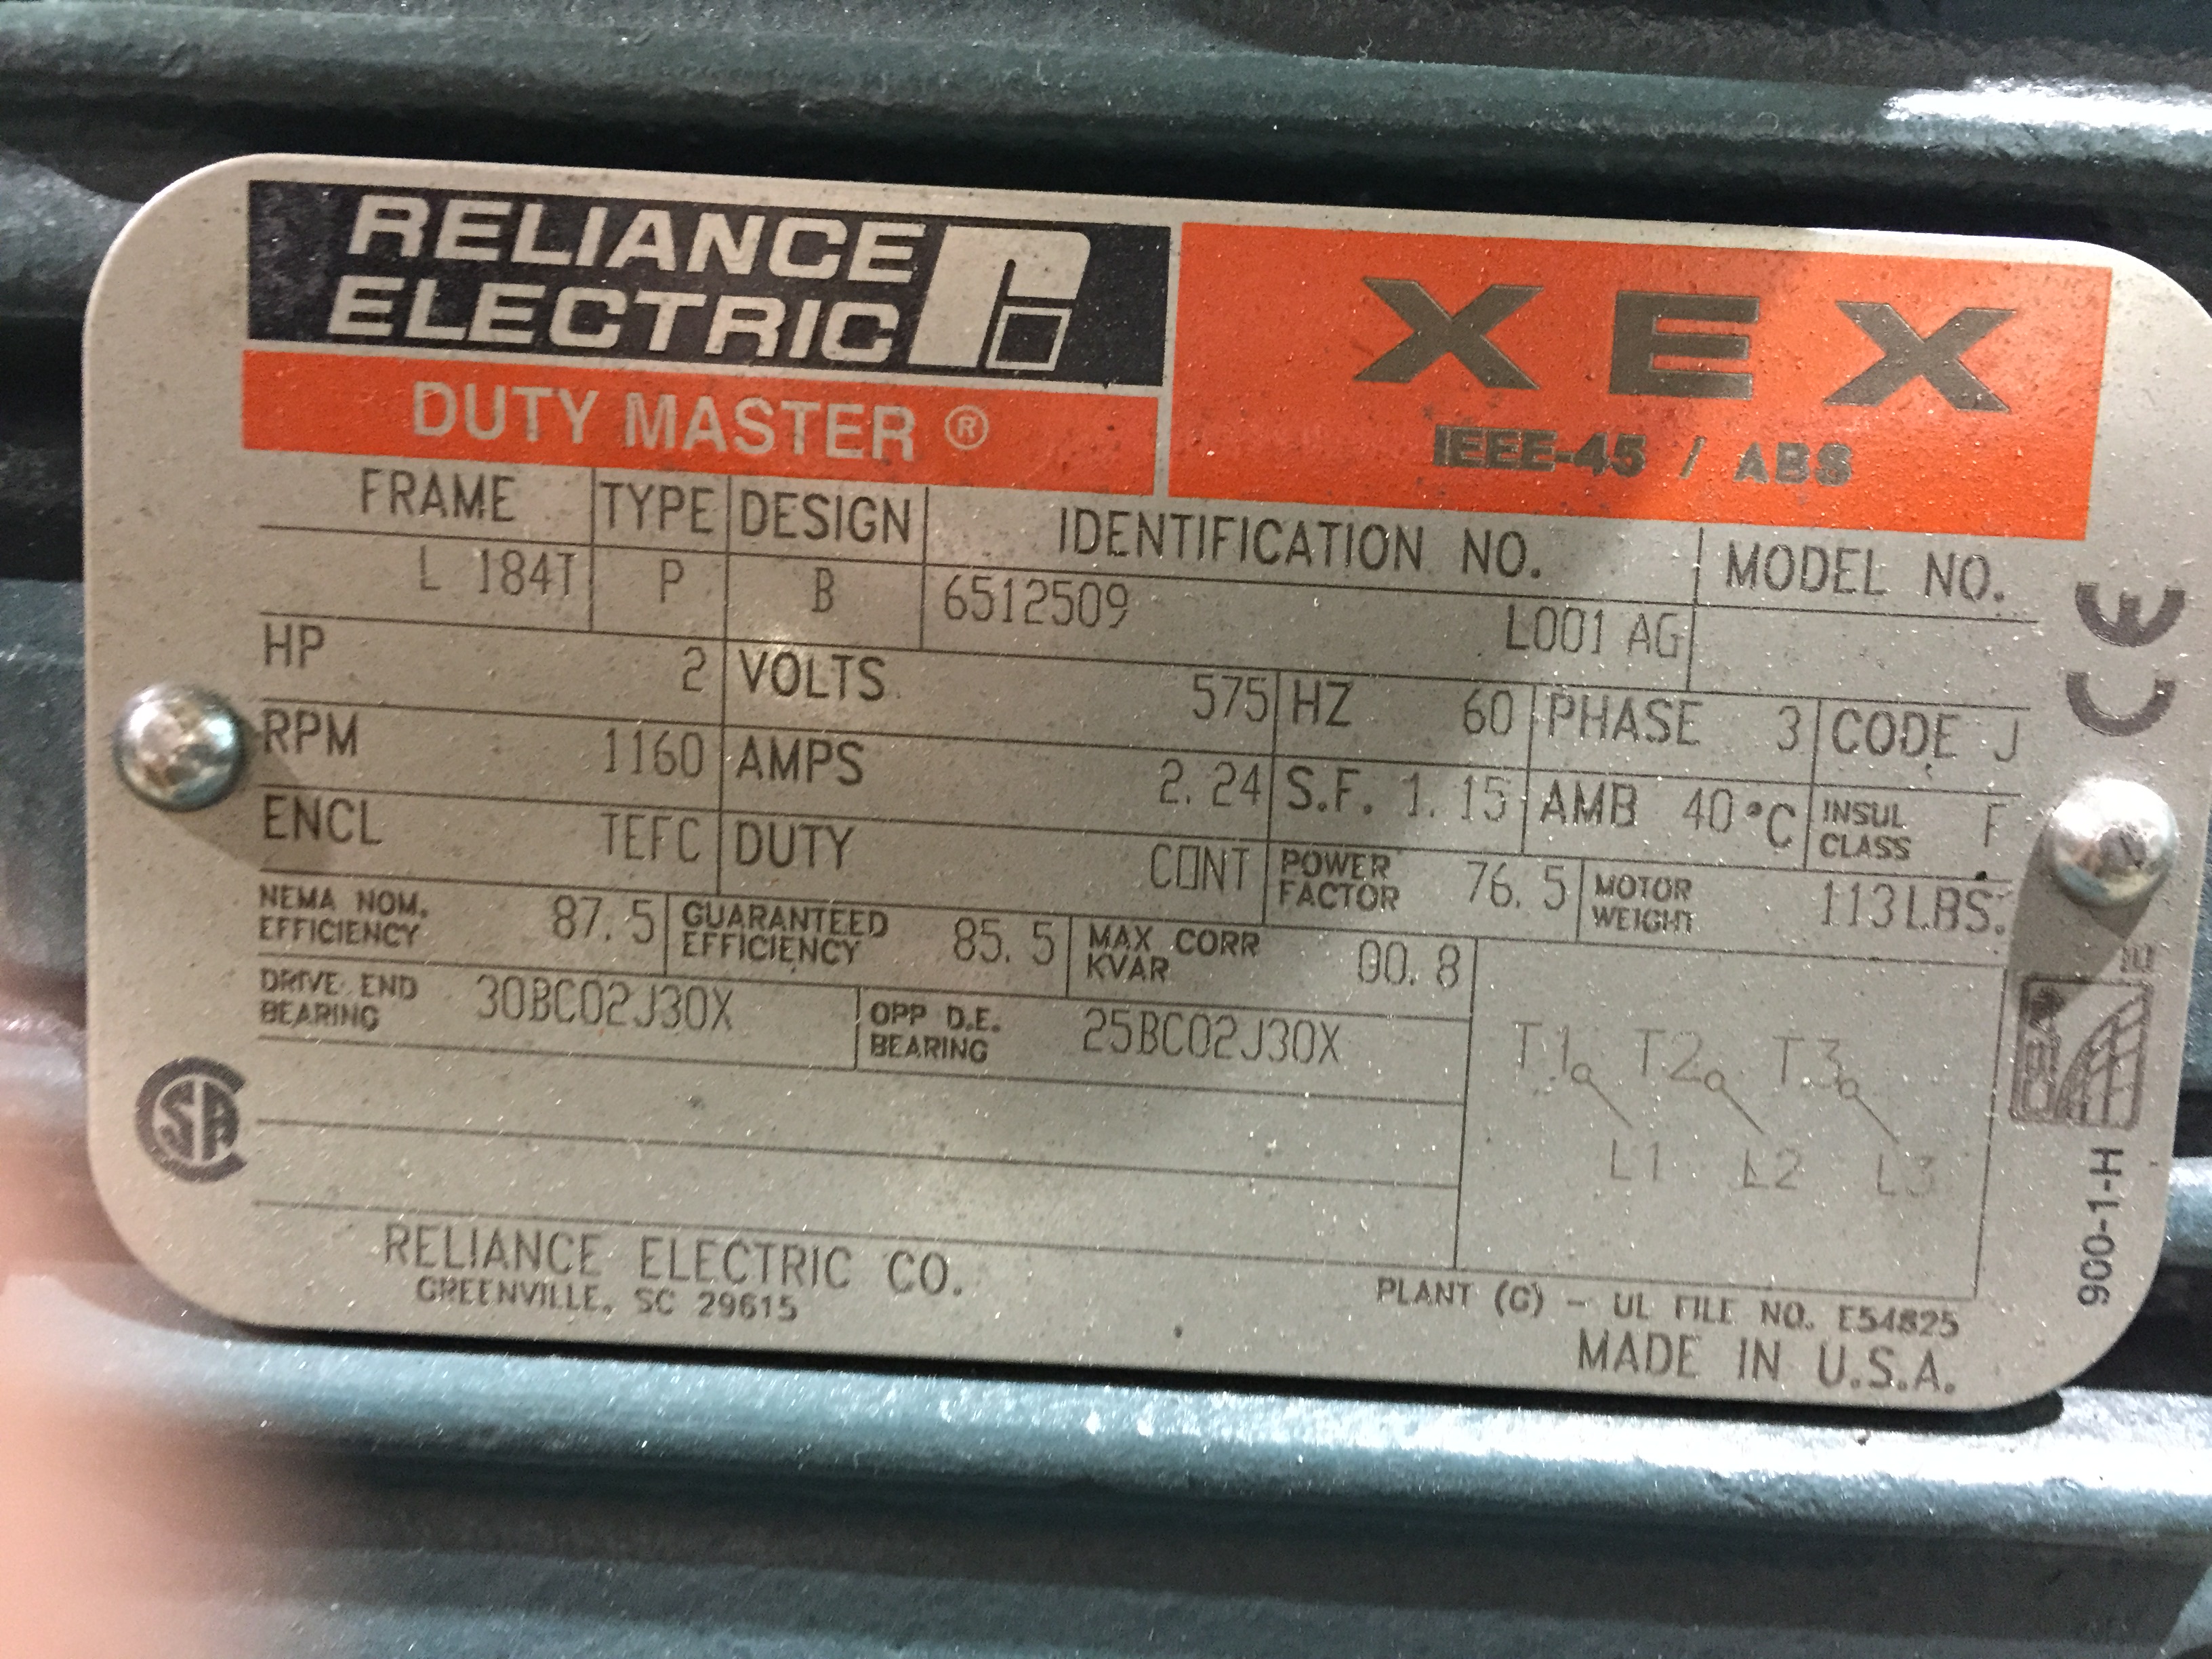 RELIANCE
ELECTRIC
DUTY MASTER ®
XEX
IEEE-45 / ABS
FRAME TYPE DESIGN IDENTIFICATION NO. MODEL NO.
L 184T P B 6512509 L001 AG
HP 2 VOLTS 575 HZ 60 PHASE 3 CODE J
RPM 1160 AMPS 2.24 S.F. 1.15 AMB 40°C INSUL CLASS F
ENCL TEFC DUTY CONT POWER FACTOR 76.5 MOTOR WEIGHT 113LBS.
NEMA NOM. EFFICIENCY 87.5 GUARANTEED EFFICIENCY 85.5 MAX CORR KVAR 00.8
DRIVE END BEARING 30BC02J30X OPP D.E. BEARING 25BC02J30X
T1 T2 T3
L1 L2 L3
RELIANCE ELECTRIC CO.
GREENVILLE, SC 29615
PLANT (G) - UL FILE NO. E54825
MADE IN U.S.A.
CE
900-1-H
CSA